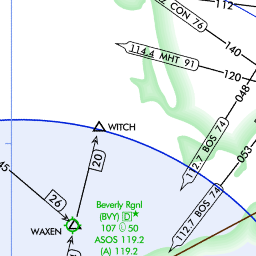 112
CON 76
140
114.4 MHT 91
120
048
WITCH
112.7 BOS 74
053
20
45
26
112.7 BOS 74
Beverly Rgnl
(BVY) D*
107 50
WAXEN
ASOS 119.2
(A) 119.2